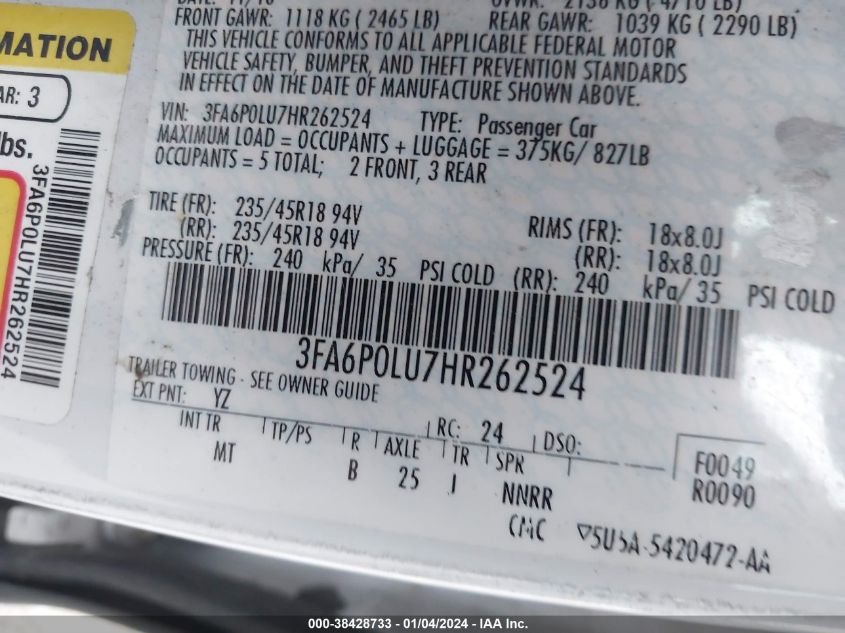 FRONT GAWR: 1118 KG ( 2465 LB) REAR GAWR: 1039 KG ( 2290 LB)
THIS VEHICLE CONFORMS TO ALL APPLICABLE FEDERAL MOTOR
VEHICLE SAFETY, BUMPER, AND THEFT PREVENTION STANDARDS
IN EFFECT ON THE DATE OF MANUFACTURE SHOWN ABOVE.
VIN: 3FA6P0LU7HR262524 TYPE: Passenger Car
MAXIMUM LOAD = OCCUPANTS + LUGGAGE = 375KG/ 827LB
OCCUPANTS = 5 TOTAL; 2 FRONT, 3 REAR
TIRE (FR): 235/45R18 94V RIMS (FR): 18x8.0J
(RR): 235/45R18 94V (RR): 18x8.0J
PRESSURE (FR): 240 kPa/ 35 PSI COLD (RR): 240 kPa/ 35 PSI COLD
3FA6P0LU7HR262524
TRAILER TOWING - SEE OWNER GUIDE
EXT PNT: YZ RC: 24 DSO:
INT TR TP/PS R AXLE TR SPR
MT B 25 I NNRR
F0049
R0090
CMC 5U5A-5420472-AA
MATION
AR: 3
lbs.
3FA6P0LU7HR262524
000-38428733 - 01/04/2024 - IAA Inc.